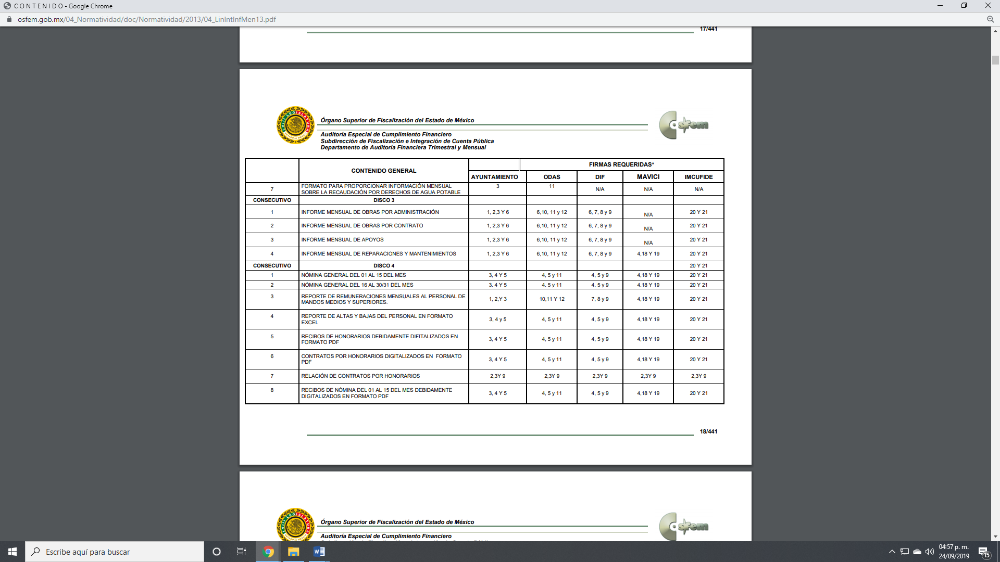 C O N T E N I D O - Google Chrome
osfem.gob.mx/04_Normatividad/doc/Normatividad/2013/04_LinIntInfMen13.pdf
17/441
Órgano Superior de Fiscalización del Estado de México
Auditoría Especial de Cumplimiento Financiero
Subdirección de Fiscalización e Integración de Cuenta Pública
Departamento de Auditoría Financiera Trimestral y Mensual
osfem
CONTENIDO GENERAL FIRMAS REQUERIDAS*
AYUNTAMIENTO ODAS DIF MAVICI IMCUFIDE
7 FORMATO PARA PROPORCIONAR INFORMACIÓN MENSUAL 3 11 N/A N/A N/A
SOBRE LA RECAUDACIÓN POR DERECHOS DE AGUA POTABLE
CONSECUTIVO DISCO 3
1 INFORME MENSUAL DE OBRAS POR ADMINISTRACIÓN 1, 2,3 Y 6 6,10, 11 y 12 6, 7, 8 y 9 N/A 20 Y 21
2 INFORME MENSUAL DE OBRAS POR CONTRATO 1, 2,3 Y 6 6,10, 11 y 12 6, 7, 8 y 9 N/A 20 Y 21
3 INFORME MENSUAL DE APOYOS 1, 2,3 Y 6 6,10, 11 y 12 6, 7, 8 y 9 N/A 20 Y 21
4 INFORME MENSUAL DE REPARACIONES Y MANTENIMIENTOS 1, 2,3 Y 6 6,10, 11 y 12 6, 7, 8 y 9 4,18 Y 19 20 Y 21
CONSECUTIVO DISCO 4 20 Y 21
1 NÓMINA GENERAL DEL 01 AL 15 DEL MES 3, 4 Y 5 4, 5 y 11 4, 5 y 9 4,18 Y 19 20 Y 21
2 NÓMINA GENERAL DEL 16 AL 30/31 DEL MES 3, 4 Y 5 4, 5 y 11 4, 5 y 9 4,18 Y 19 20 Y 21
3 REPORTE DE REMUNERACIONES MENSUALES AL PERSONAL DE 1, 2,Y 3 10,11 Y 12 7, 8 y 9 4,18 Y 19 20 Y 21
MANDOS MEDIOS Y SUPERIORES.
4 REPORTE DE ALTAS Y BAJAS DEL PERSONAL EN FORMATO 3, 4 y 5 4, 5 y 11 4, 5 y 9 4,18 Y 19 20 Y 21
EXCEL
5 RECIBOS DE HONORARIOS DEBIDAMENTE DIFITALIZADOS EN 3, 4 Y 5 4, 5 y 11 4, 5 y 9 4,18 Y 19 20 Y 21
FORMATO PDF
6 CONTRATOS POR HONORARIOS DIGITALIZADOS EN FORMATO 3, 4 Y 5 4, 5 y 11 4, 5 y 9 4,18 Y 19 20 Y 21
PDF
7 RELACIÓN DE CONTRATOS POR HONORARIOS 2,3Y 9 2,3Y 9 2,3Y 9 2,3Y 9 2,3Y 9
8 RECIBOS DE NÓMINA DEL 01 AL 15 DEL MES DEBIDAMENTE 3, 4 Y 5 4, 5 y 11 4, 5 y 9 4,18 Y 19 20 Y 21
DIGITALIZADOS EN FORMATO PDF
18/441
Órgano Superior de Fiscalización del Estado de México
Auditoría Especial de Cumplimiento Financiero
osfem
Escribe aquí para buscar
04:57 p. m.
24/09/2019
15